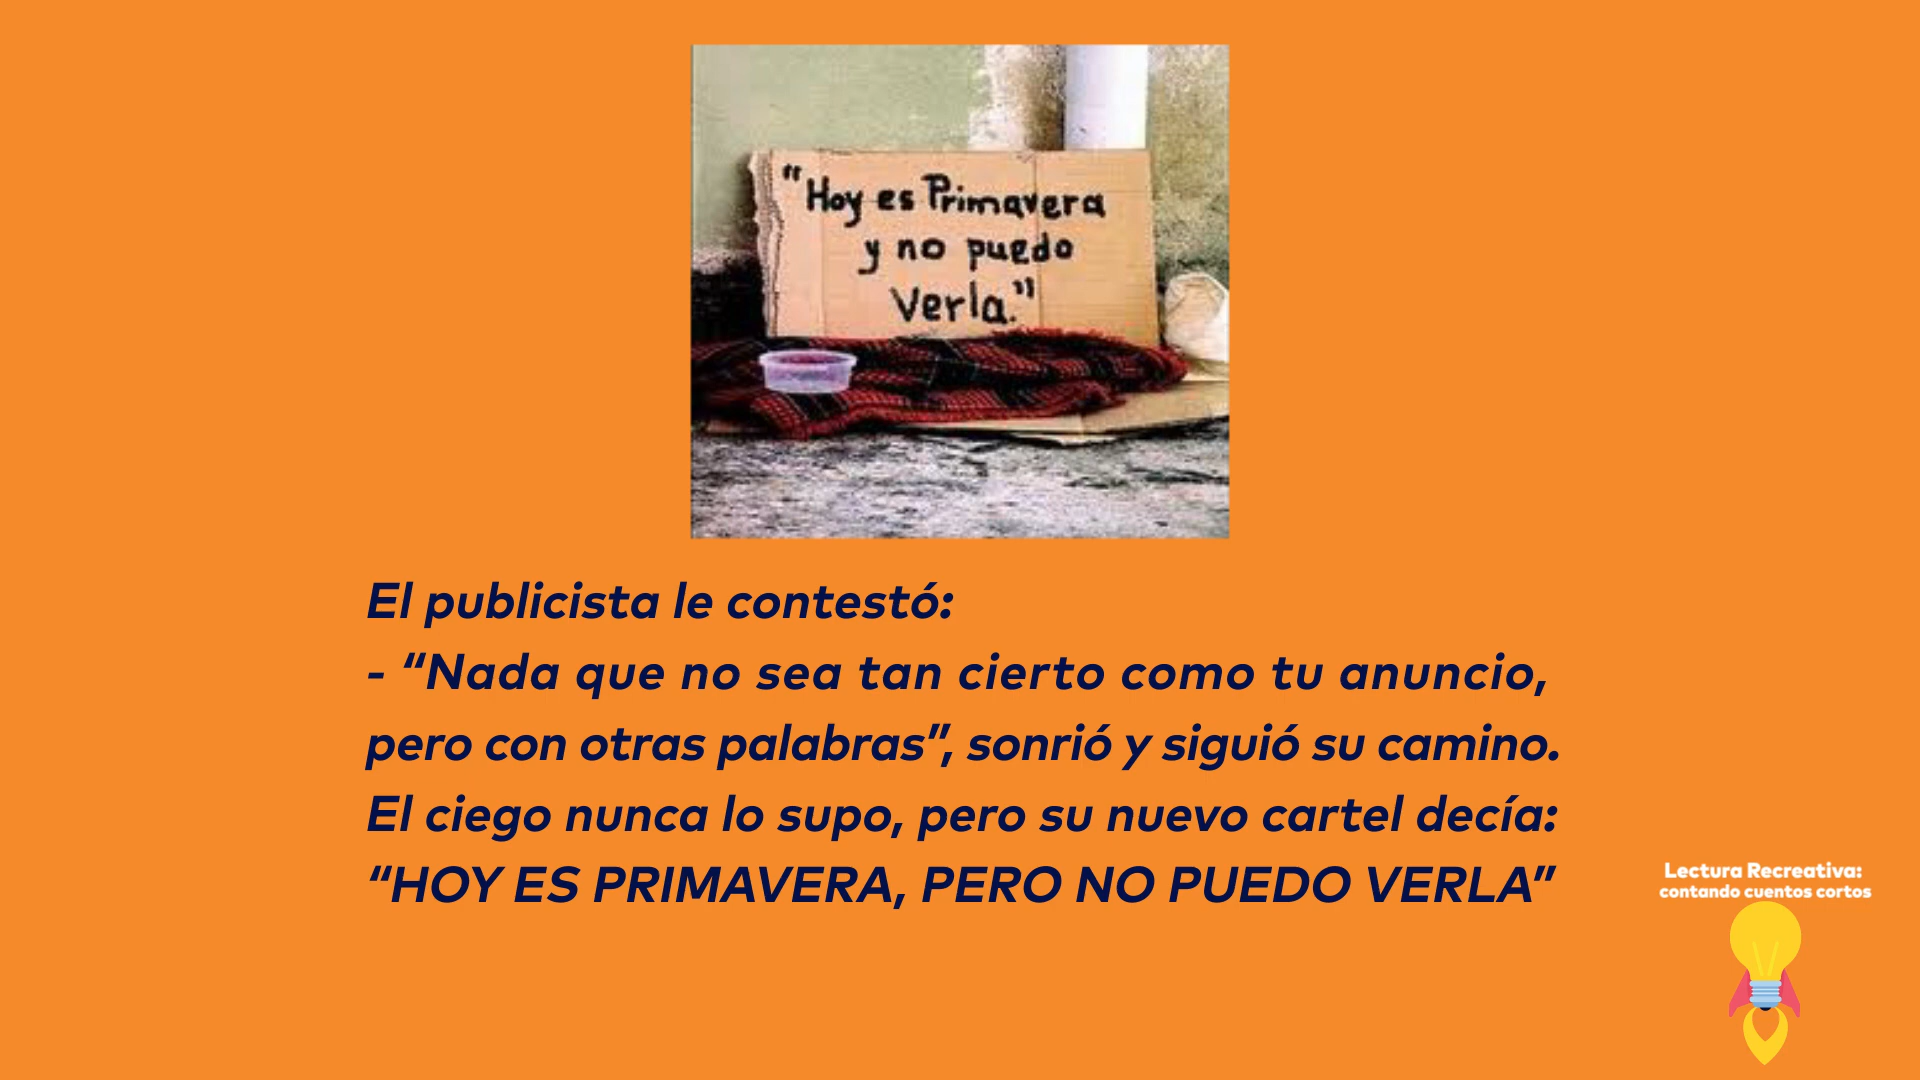 "Hoy es Primavera
y no puedo
Verla."
El publicista le contestó:
- “Nada que no sea tan cierto como tu anuncio,
pero con otras palabras”, sonrió y siguió su camino.
El ciego nunca lo supo, pero su nuevo cartel decía:
“HOY ES PRIMAVERA, PERO NO PUEDO VERLA”
Lectura Recreativa:
contando cuentos cortos